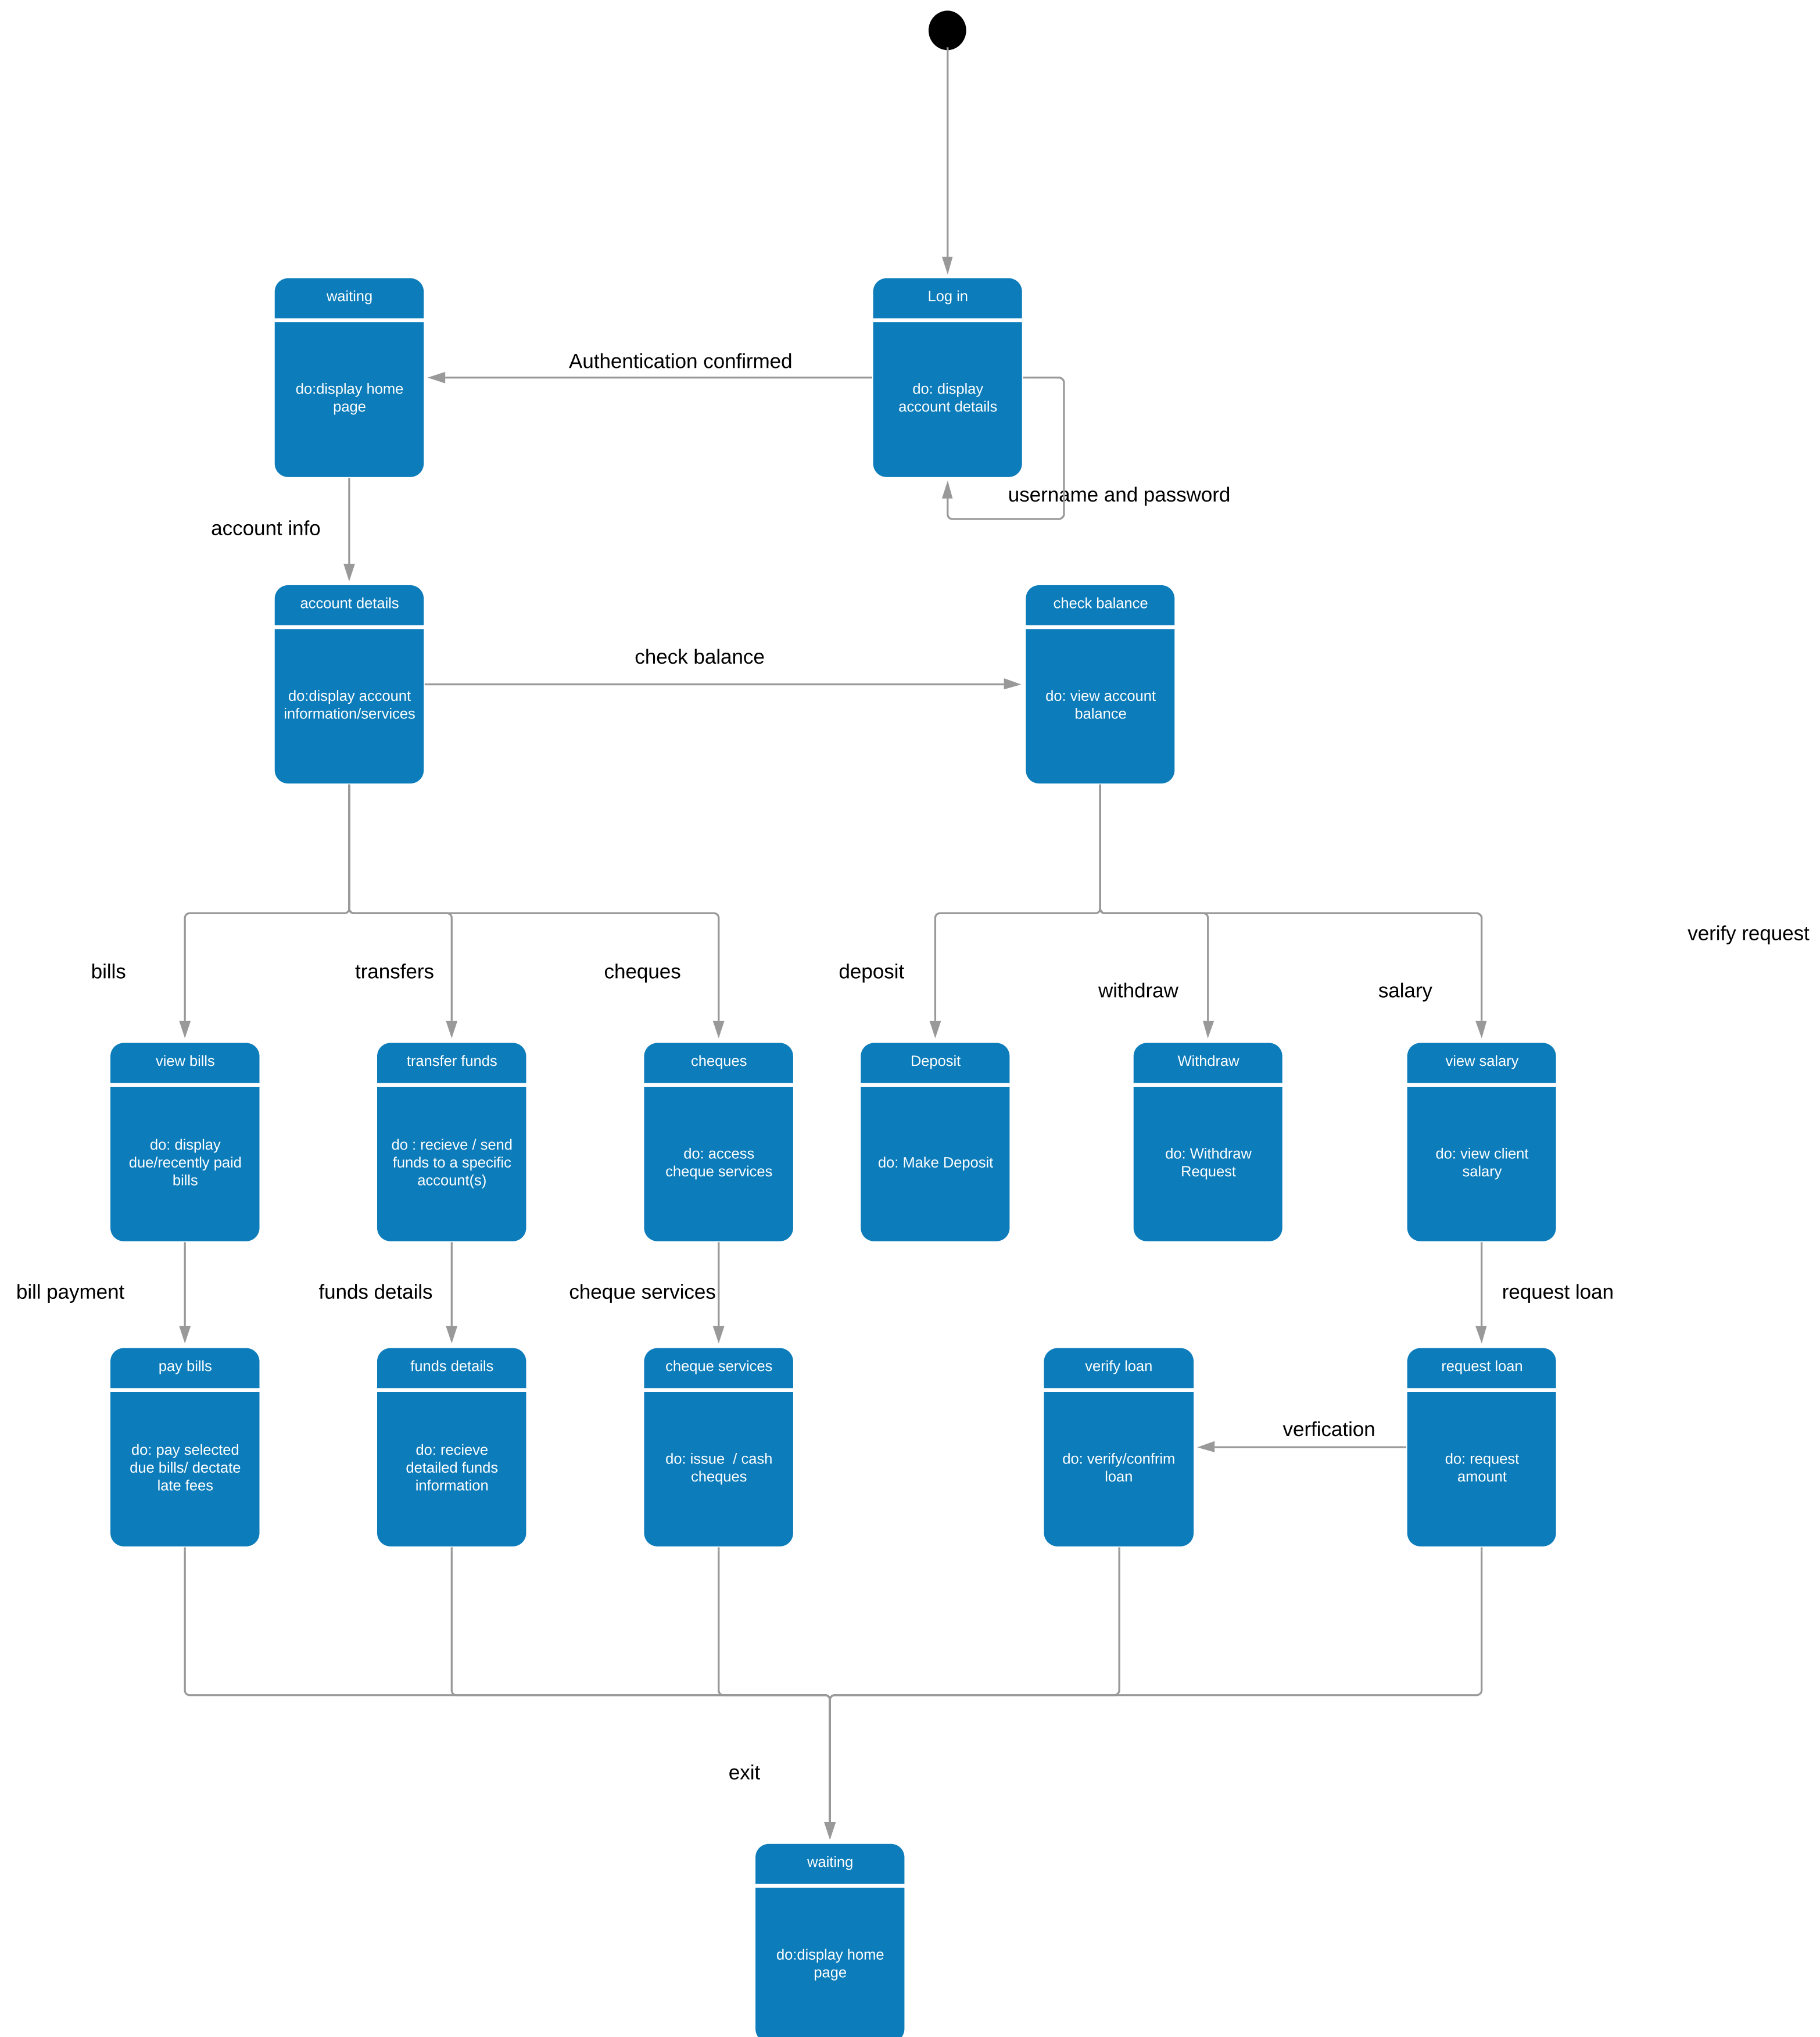 waiting
Log in
Authentication confirmed
do:display home
page
do: display
account details
username and password
account info
account details
check balance
check balance
do:display account
information/services
do: view account
balance
verify request
bills
transfers
cheques
deposit
withdraw
salary
view bills
transfer funds
cheques
Deposit
Withdraw
view salary
do: display
due/recently paid
bills
do : recieve / send
funds to a specific
account(s)
do: access
cheque services
do: Make Deposit
do: Withdraw
Request
do: view client
salary
bill payment
funds details
cheque services
request loan
pay bills
funds details
cheque services
verify loan
request loan
verfication
do: pay selected
due bills/ dectate
late fees
do: recieve
detailed funds
information
do: issue  / cash
cheques
do: verify/confrim
loan
do: request
amount
exit
waiting
do:display home
page